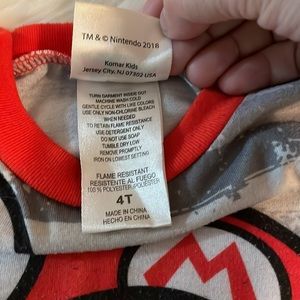 TM & © Nintendo 2018
Komar Kids
Jersey City, NJ 07302 USA
TURN GARMENT INSIDE OUT
MACHINE WASH COLD
GENTLE CYCLE WITH LIKE COLORS
USE ONLY NON-CHLORINE BLEACH
WHEN NEEDED
TO RETAIN FLAME RESISTANCE
USE DETERGENT ONLY
DO NOT USE SOAP
TUMBLE DRY LOW
REMOVE PROMPTLY
IRON ON LOWEST SETTING
FLAME RESISTANT
RESISTENTE AL FUEGO
100 % POLYESTER /POLYESTER
4T
MADE IN CHINA
HECHO EN CHINA
M